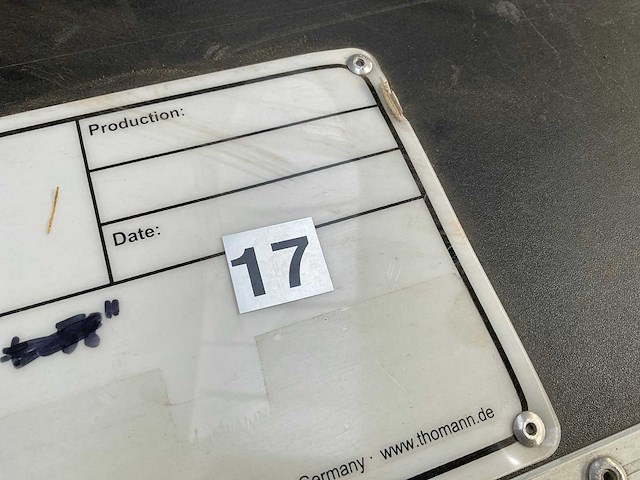 Production:
Date:
17
"
Germany · www.thomann.de